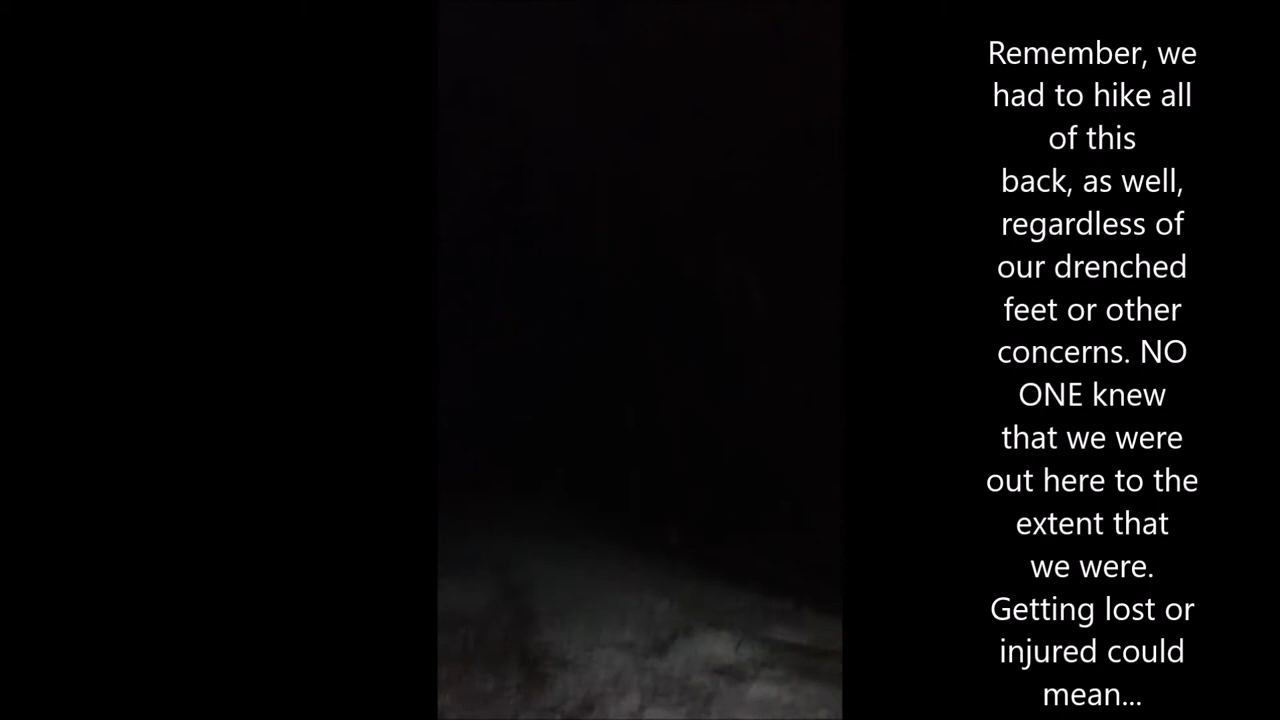 Remember, we
had to hike all
of this
back, as well,
regardless of
our drenched
feet or other
concerns. NO
ONE knew
that we were
out here to the
extent that
we were.
Getting lost or
injured could
mean...